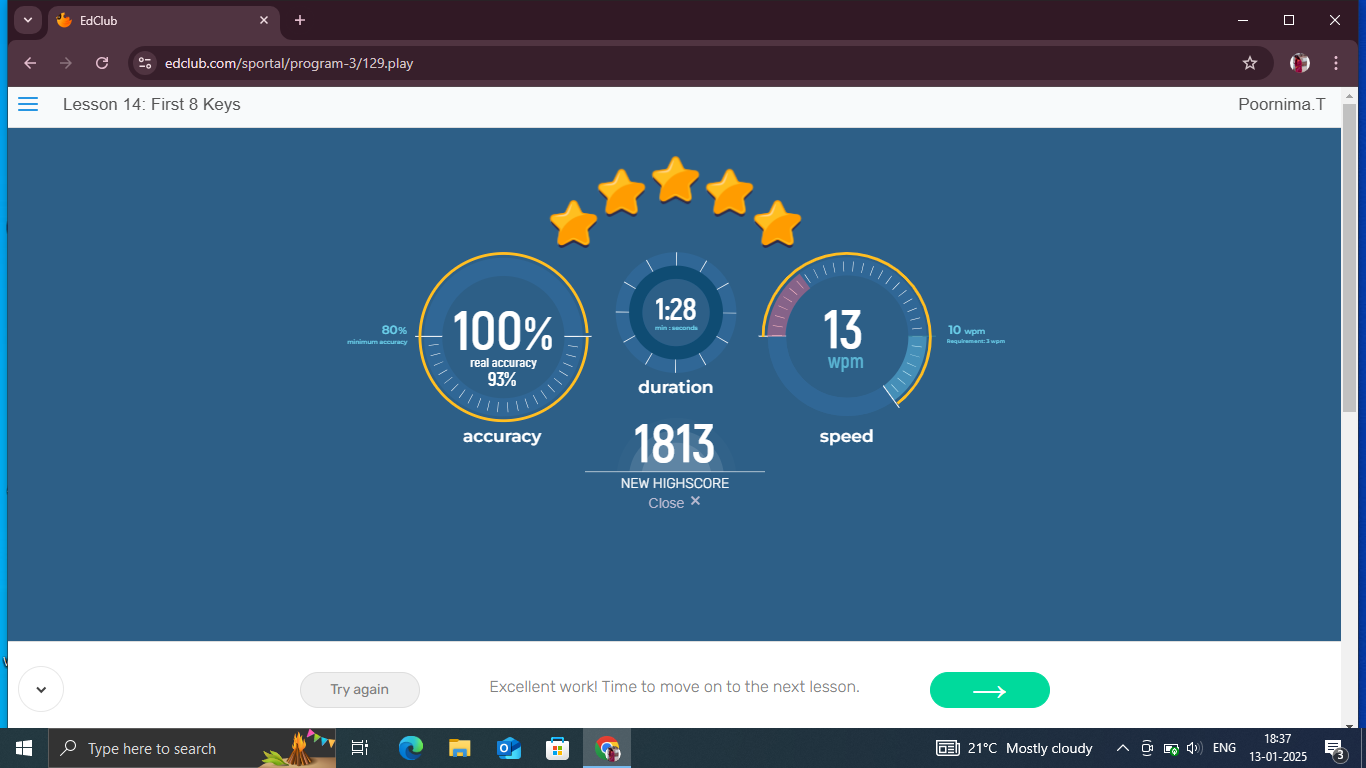 EdClub
edclub.com/sportal/program-3/129.play
Lesson 14: First 8 Keys
Poornima.T
80%
minimum accuracy
100%
real accuracy
93%
accuracy
1:28
min : seconds
duration
13
wpm
speed
10 wpm
Requirement: 3 wpm
1813
NEW HIGHSCORE
Close ×
Try again
Excellent work! Time to move on to the next lesson.
Type here to search
21°C Mostly cloudy
ENG
18:37
13-01-2025
3